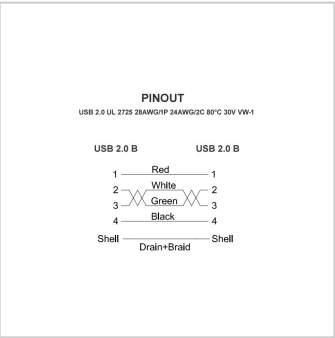 PINOUT
USB 2.0 UL 2725 28AWG/1P 24AWG/2C 80°C 30V VW-1
USB 2.0 B USB 2.0 B
1 Red 1
2 White 2
3 Green 3
4 Black 4
Shell Drain+Braid Shell